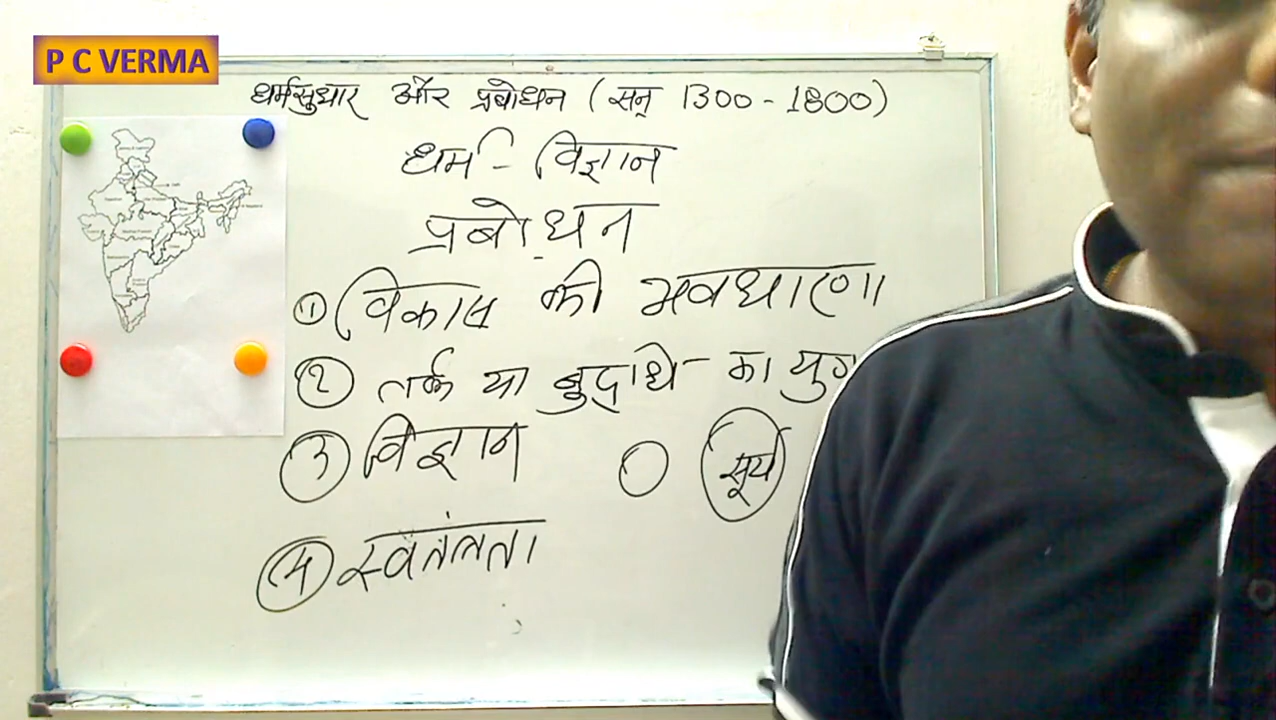 P C VERMA
धर्मसुधार और प्रबोधन (सन् 1300 - 1800)
धर्म - विज्ञान
प्रबोधन
① विकास की अवधारणा
② तर्क या बुद्धि का युग
③ विज्ञान
सूर्य
④ स्वतंत्रता